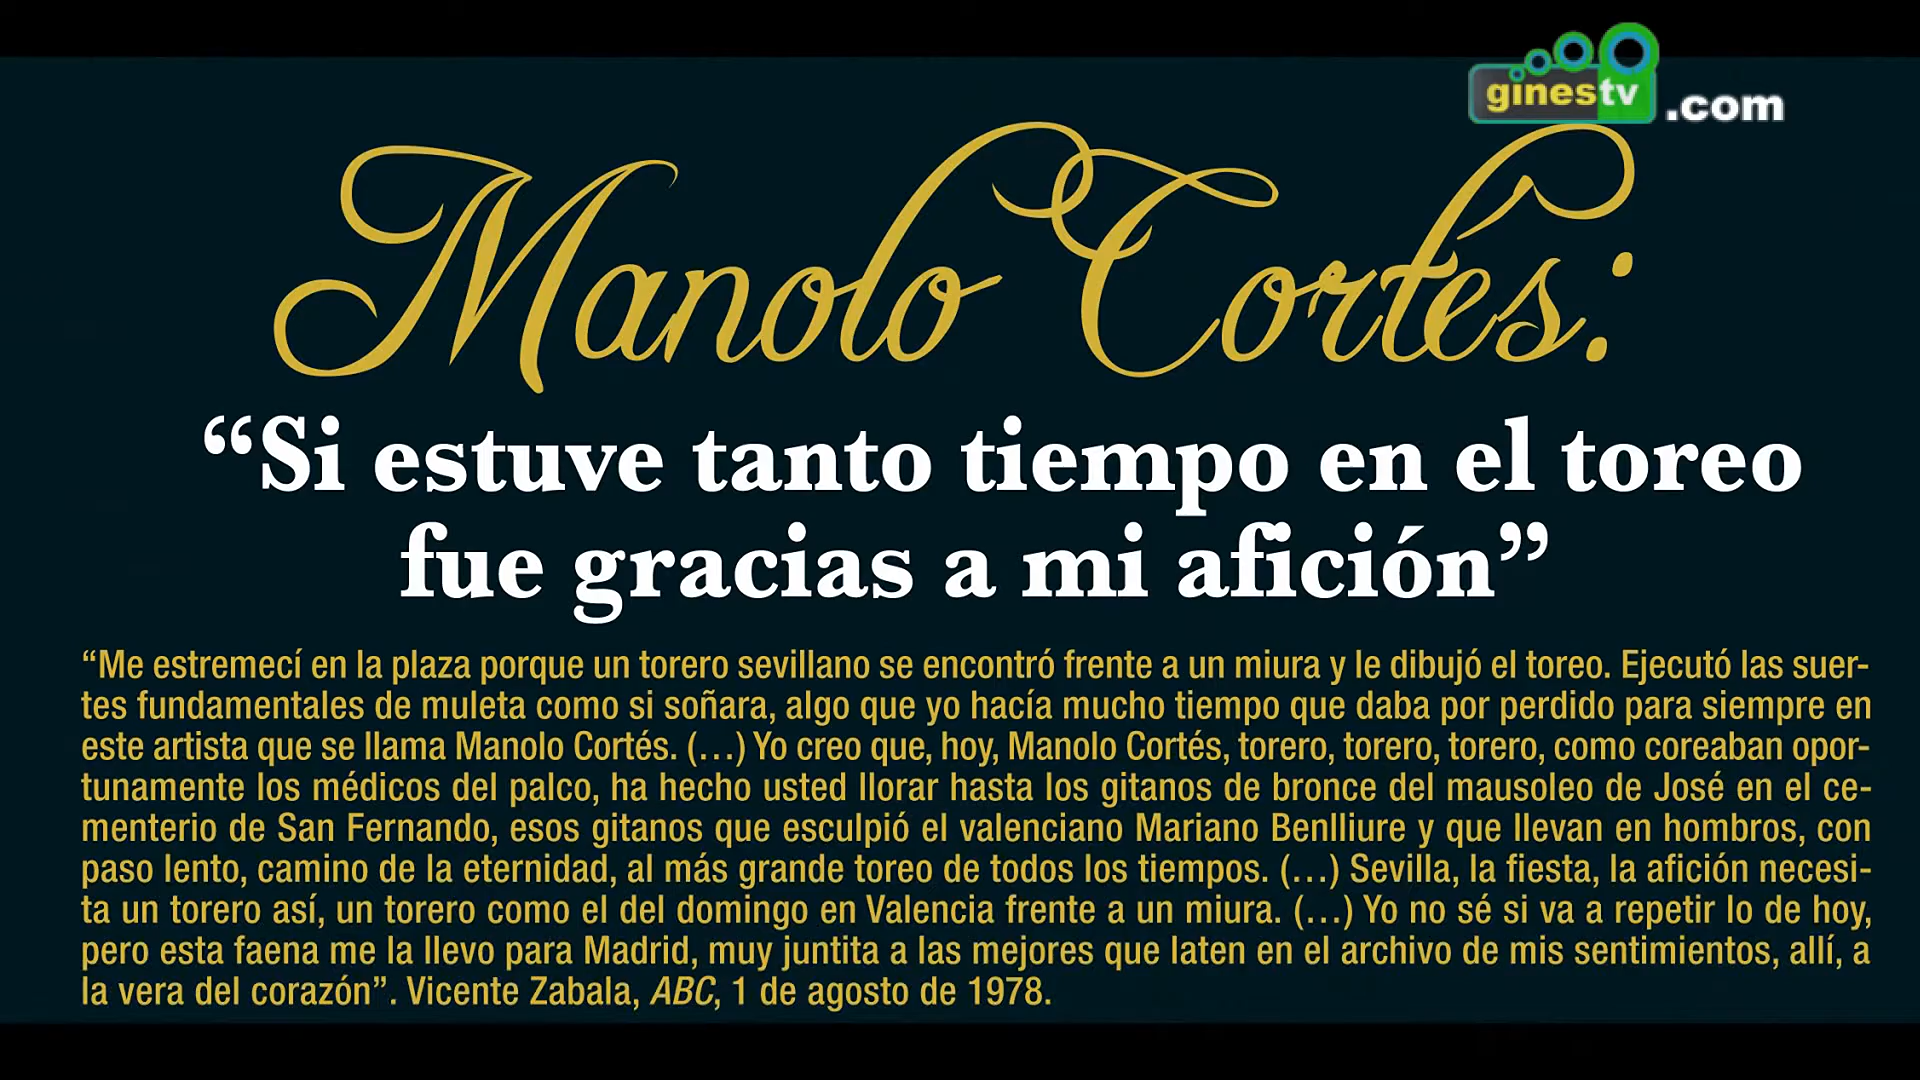 ginestv.com
Manolo Cortés:
“Si estuve tanto tiempo en el toreo
fue gracias a mi afición”
“Me estremecí en la plaza porque un torero sevillano se encontró frente a un miura y le dibujó el toreo. Ejecutó las suer-
tes fundamentales de muleta como si soñara, algo que yo hacía mucho tiempo que daba por perdido para siempre en
este artista que se llama Manolo Cortés. (…) Yo creo que, hoy, Manolo Cortés, torero, torero, torero, como coreaban opor-
tunamente los médicos del palco, ha hecho usted llorar hasta los gitanos de bronce del mausoleo de José en el ce-
menterio de San Fernando, esos gitanos que esculpió el valenciano Mariano Benlliure y que llevan en hombros, con
paso lento, camino de la eternidad, al más grande toreo de todos los tiempos. (…) Sevilla, la fiesta, la afición necesi-
ta un torero así, un torero como el del domingo en Valencia frente a un miura. (…) Yo no sé si va a repetir lo de hoy,
pero esta faena me la llevo para Madrid, muy juntita a las mejores que laten en el archivo de mis sentimientos, allí, a
la vera del corazón”. Vicente Zabala, ABC, 1 de agosto de 1978.